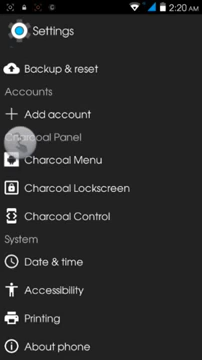 2:20 AM
Settings
Backup & reset
Accounts
Add account
Charcoal Panel
Charcoal Menu
Charcoal Lockscreen
Charcoal Control
System
Date & time
Accessibility
Printing
About phone